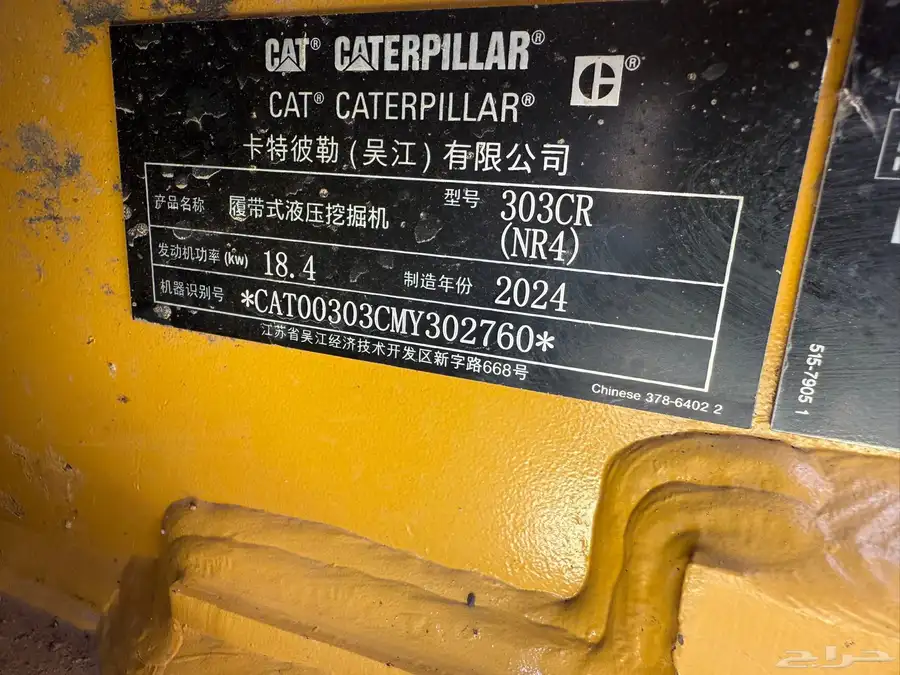 CAT® CATERPILLAR®
CAT® CATERPILLAR®
卡特彼勒(吴江)有限公司
产品名称 履带式液压挖掘机 型号 303CR
(NR4)
发动机功率(kw) 18.4 制造年份 2024
机器识别号 *CAT00303CMY302760*
江苏省吴江经济技术开发区新字路668号
Chinese 378-6402 2
515-7905 1
حراج